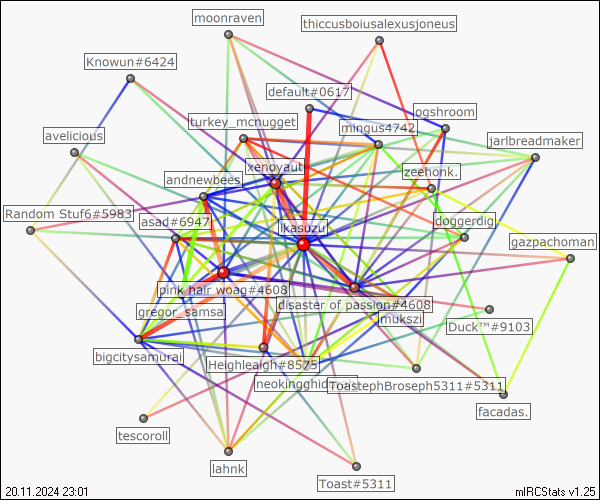 moonraven
thiccusboiusalexusjoneus
Knowun#6424
default#0617
ogshroom
turkey_mcnugget
mingus4742
avelicious
jarlbreadmaker
xenoyaut
zeehonk.
andnewbees
Random Stuf6#5983
asad#6947
doggerdig
ikasuzu
gazpachoman
pink hair woag#4608
disaster of passion#4608
gregor_samsa
mukszi
Duck™#9103
bigcitysamurai
Heighleaigh#8575
neokingghid
ToastephBroseph5311#5311
facadas.
tescoroll
lahnk
Toast#5311
20.11.2024 23:01
mIRCStats v1.25